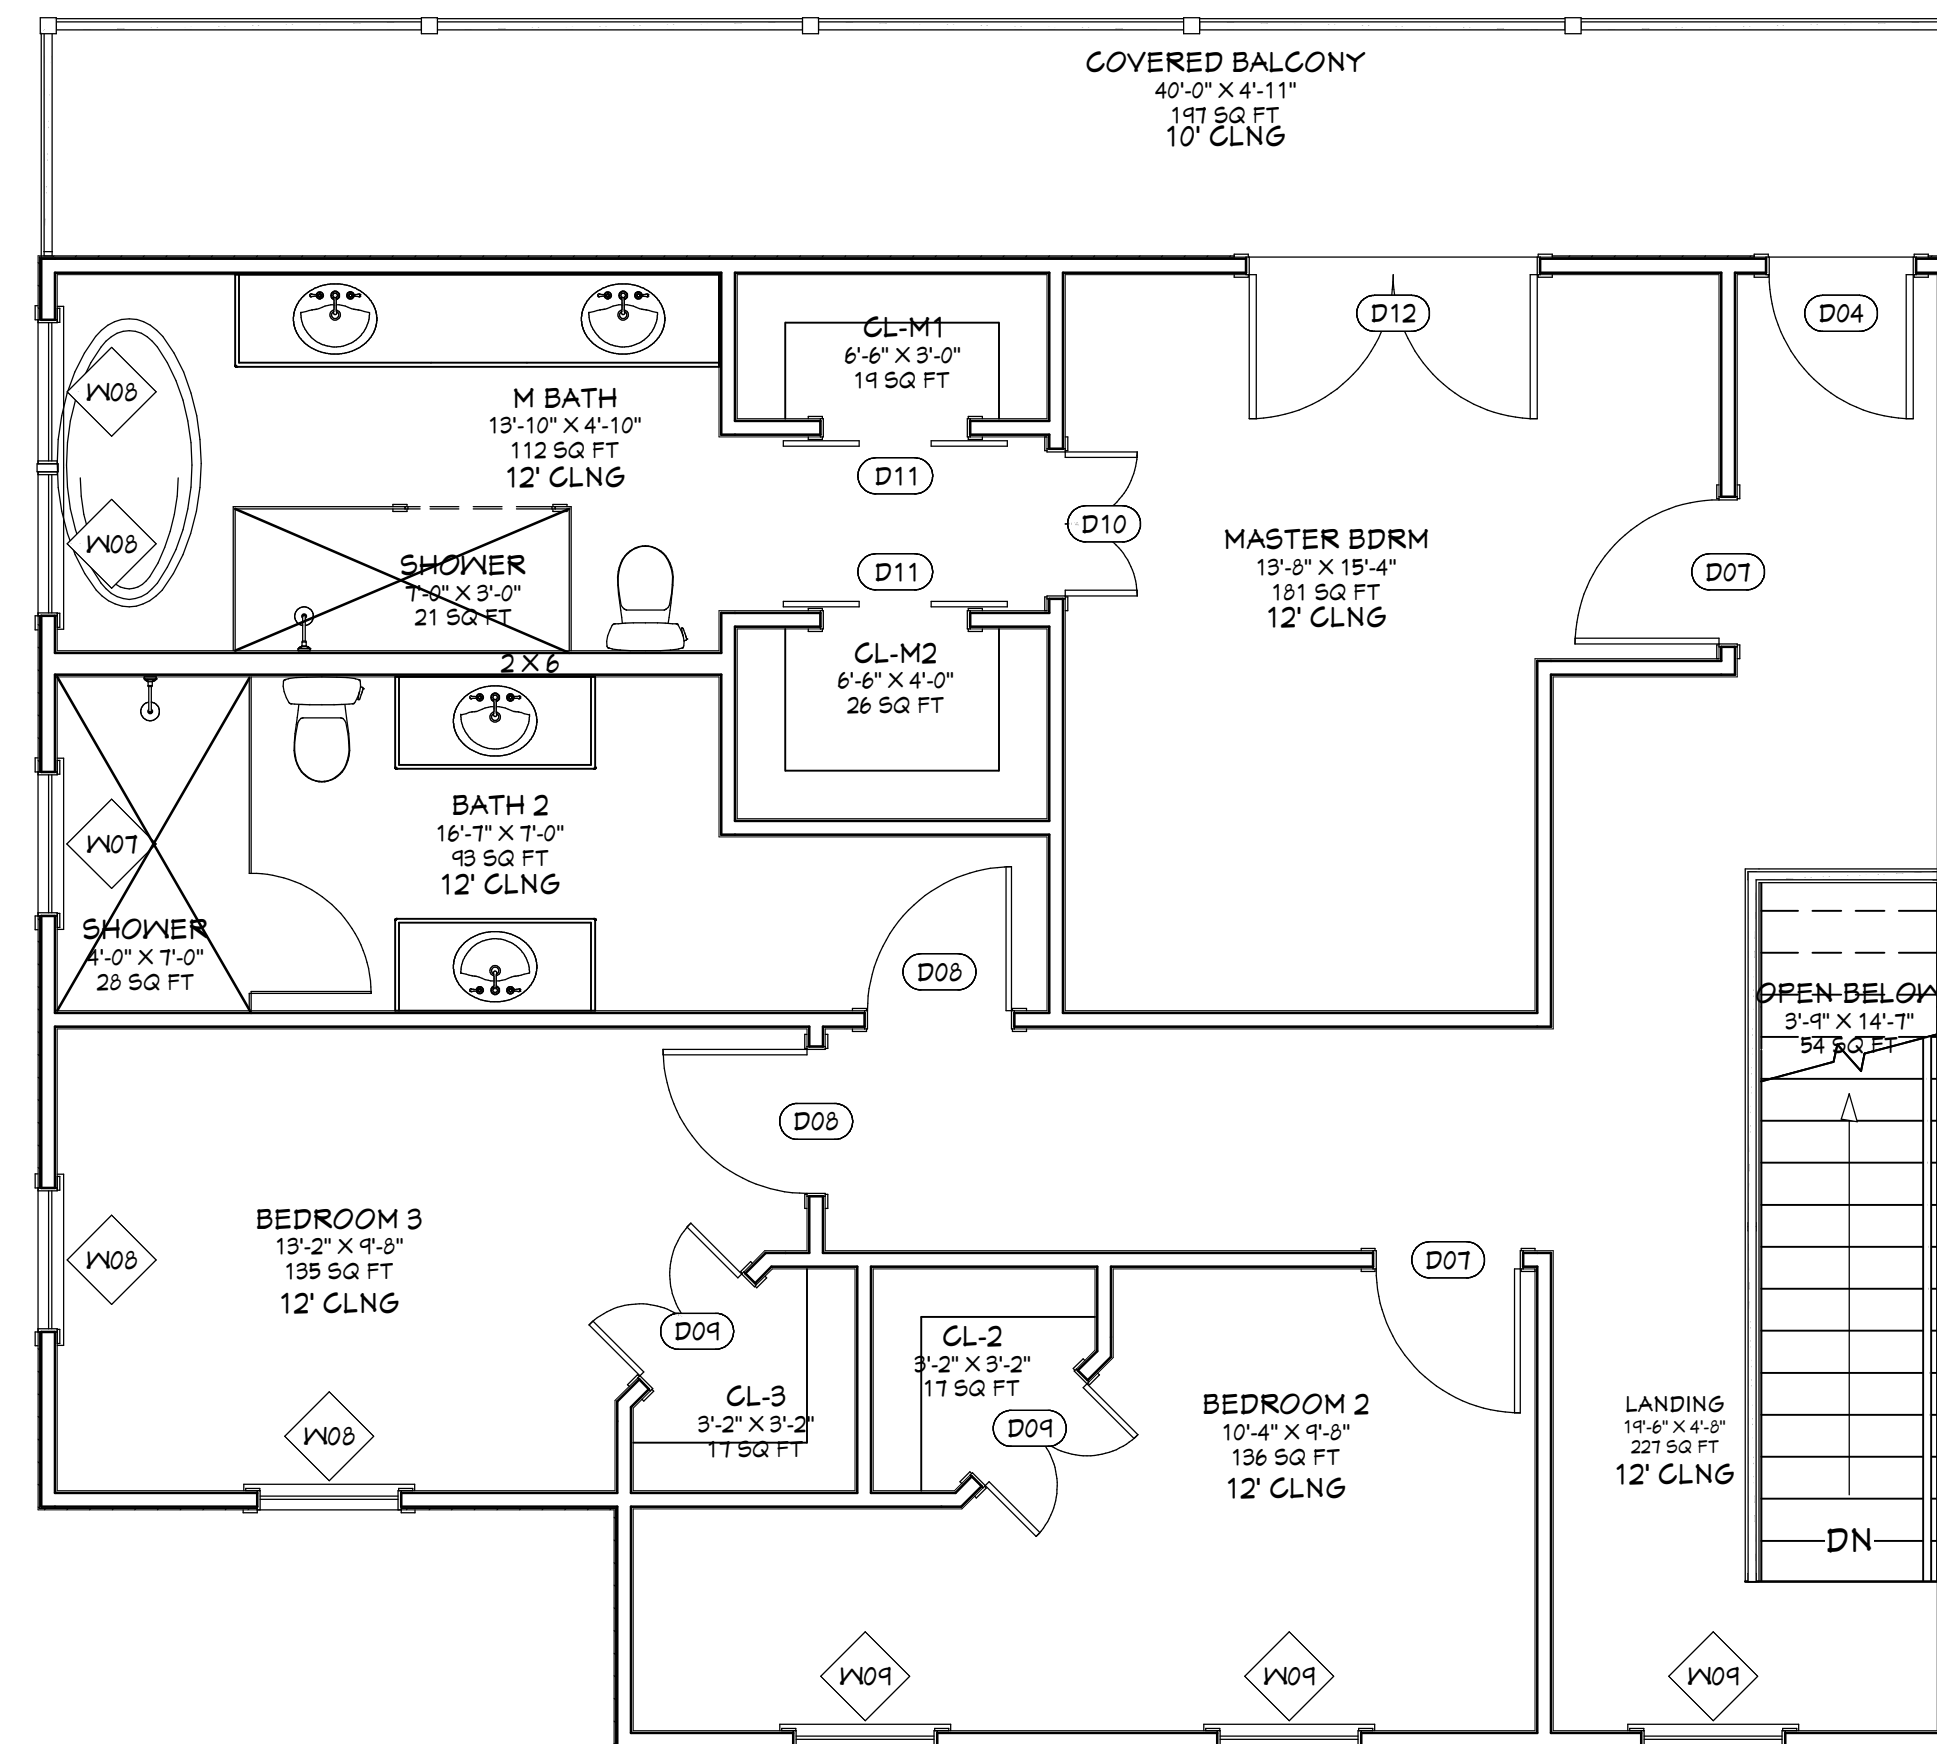 COVERED BALCONY
40'-0" X 4'-11"
197 SQ FT
10' CLNG
D12
D04
CL-M1
6'-6" X 3'-0"
19 SQ FT
W08
M BATH
13'-10" X 4'-10"
112 SQ FT
12' CLNG
D11
D10
W08
SHOWER
7'-0" X 3'-0"
21 SQ FT
D11
MASTER BDRM
13'-8" X 15'-4"
181 SQ FT
12' CLNG
D07
2 X 6
CL-M2
6'-6" X 4'-0"
26 SQ FT
BATH 2
16'-7" X 7'-0"
93 SQ FT
12' CLNG
W07
SHOWER
4'-0" X 7'-0"
28 SQ FT
D08
OPEN BELOW
3'-9" X 14'-7"
54 SQ FT
D08
BEDROOM 3
13'-2" X 9'-8"
135 SQ FT
12' CLNG
W08
D07
D09
CL-2
3'-2" X 3'-2"
17 SQ FT
CL-3
3'-2" X 3'-2"
17 SQ FT
W08
D09
BEDROOM 2
10'-4" X 9'-8"
136 SQ FT
12' CLNG
LANDING
19'-6" X 4'-8"
227 SQ FT
12' CLNG
DN
W09
W09
W09